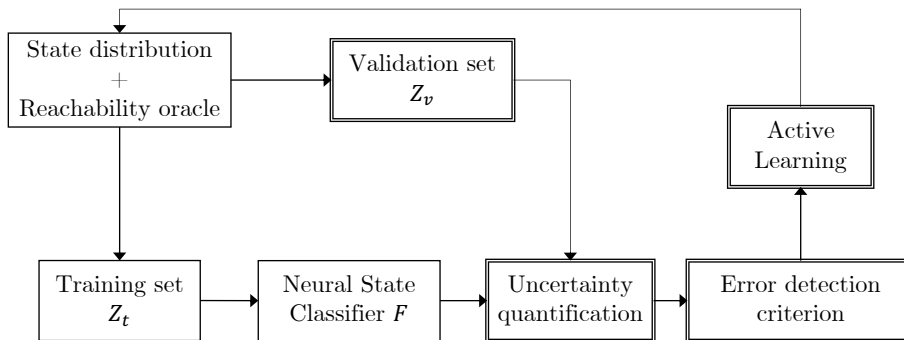 State distribution
+
Reachability oracle
Validation set
Z_v
Active
Learning
Training set
Z_t
Neural State
Classifier F
Uncertainty
quantification
Error detection
criterion